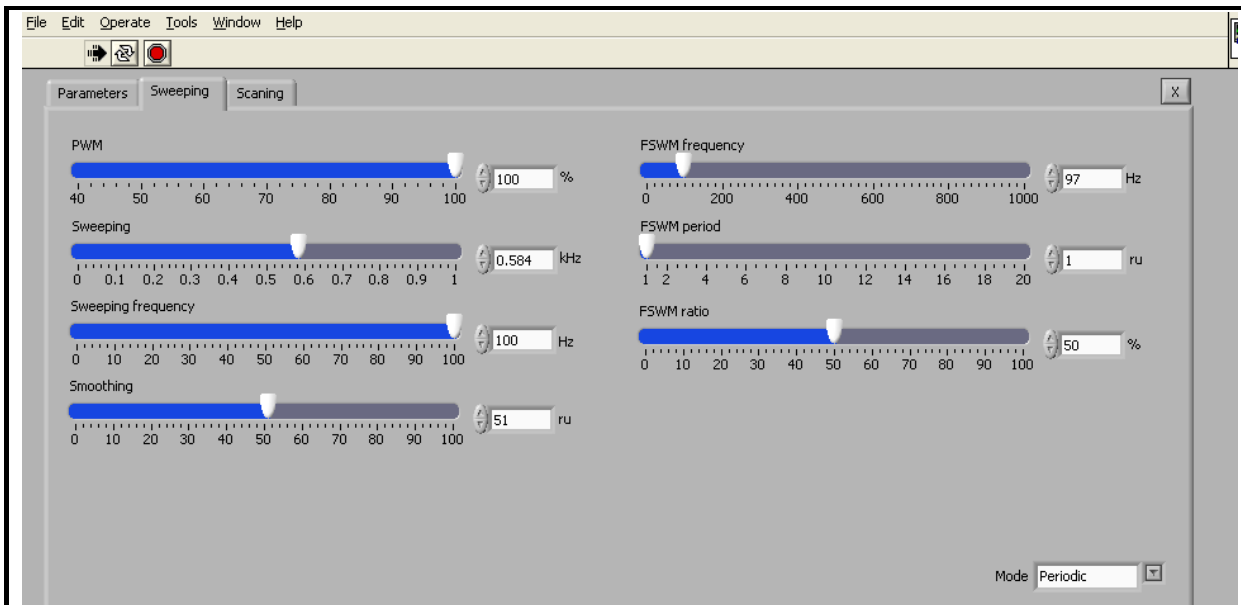 File Edit Operate Tools Window Help
Parameters Sweeping Scaning X
PWM
100 %
40 50 60 70 80 90 100
Sweeping
0.584 kHz
0 0.1 0.2 0.3 0.4 0.5 0.6 0.7 0.8 0.9 1
Sweeping frequency
100 Hz
0 10 20 30 40 50 60 70 80 90 100
Smoothing
51 ru
0 10 20 30 40 50 60 70 80 90 100
FSWM frequency
97 Hz
0 200 400 600 800 1000
FSWM period
1 ru
1 2 4 6 8 10 12 14 16 18 20
FSWM ratio
50 %
0 10 20 30 40 50 60 70 80 90 100
Mode Periodic